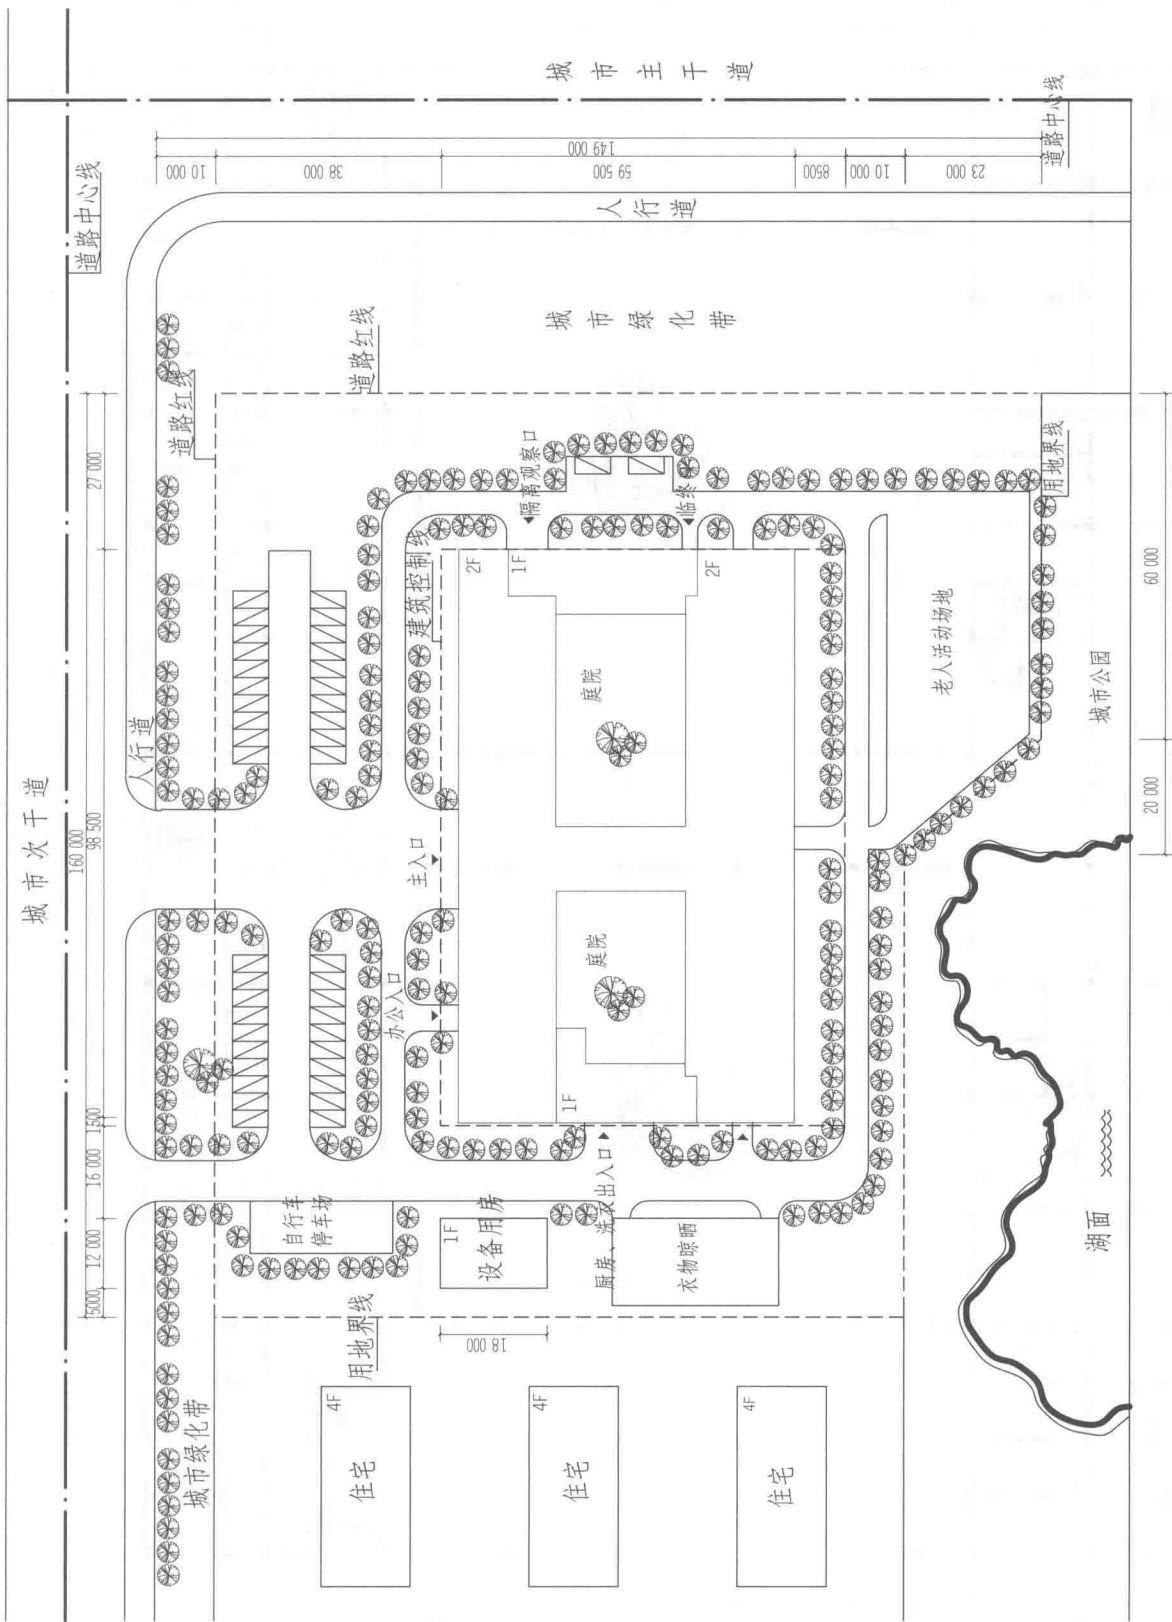 城市主干道
道路中心线
149 000
10 000
38 000
59 500
8500
10 000
23 000
道路中心线
人行道
城市绿化带
道路红线
道路红线
用地界线
隔离观察口
临终
建筑控制线
2F
1F
2F
庭院
老人活动场地
城市公园
60 000
20 000
27 000
160 000
98 500
城市次干道
人行道
主入口
办公入口
庭院
1F
1 500
16 000
12 000
5000
自行车
停车场
1F
设备用房
厨房、洗衣出入口
衣物晾晒
湖面
用地界线
18 000
城市绿化带
4F
住宅
4F
住宅
4F
住宅